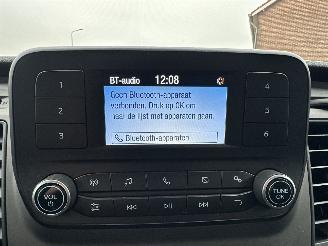 BT-audio 12:08
Geen Bluetooth-apparaat
verbonden. Druk op OK om
naar de lijst met apparaten gaan.
Bluetooth-apparaten
1
2
3
4
5
6
VOL
TUNE
OK